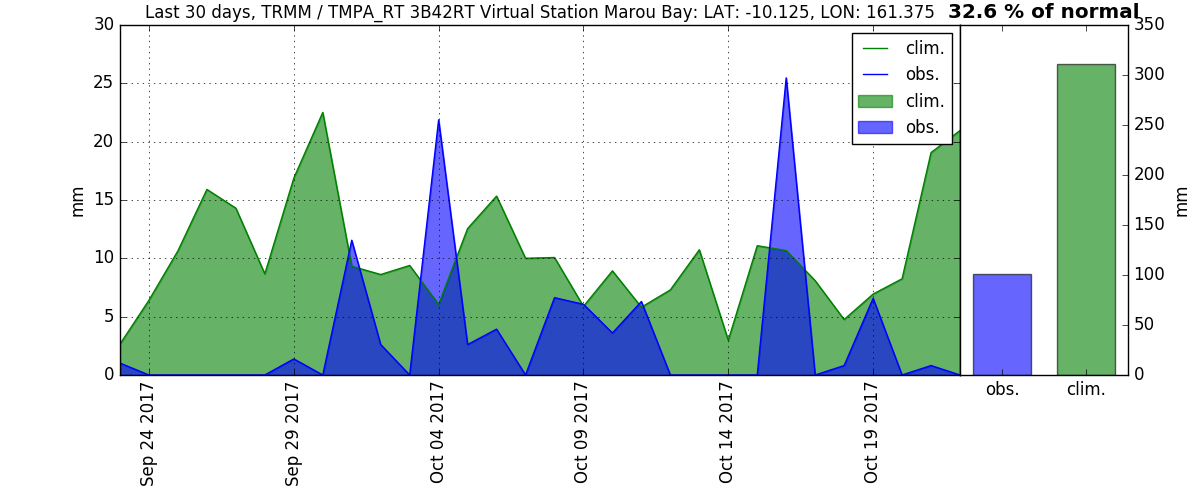 Last 30 days, TRMM / TMPA_RT 3B42RT Virtual Station Marou Bay: LAT: -10.125, LON: 161.375 32.6 % of normal
30
25
20
15
10
5
0
mm
clim.
obs.
clim.
obs.
350
300
250
200
150
100
50
0
mm
obs. clim.
Sep 24 2017
Sep 29 2017
Oct 04 2017
Oct 09 2017
Oct 14 2017
Oct 19 2017